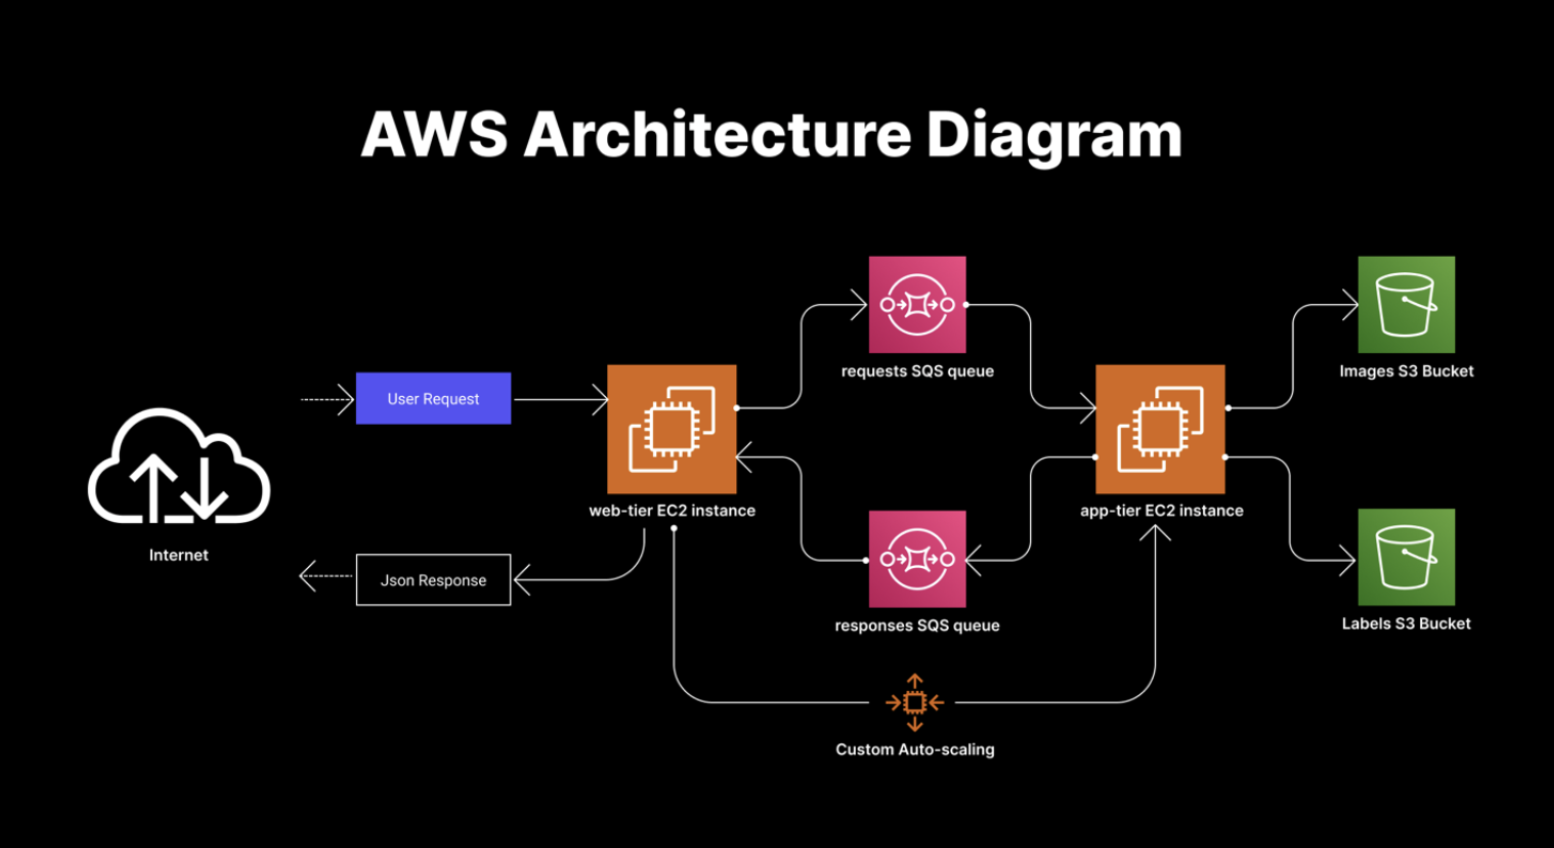 AWS Architecture Diagram
requests SQS queue
Images S3 Bucket
User Request
web-tier EC2 instance
app-tier EC2 instance
Internet
Json Response
responses SQS queue
Labels S3 Bucket
Custom Auto-scaling